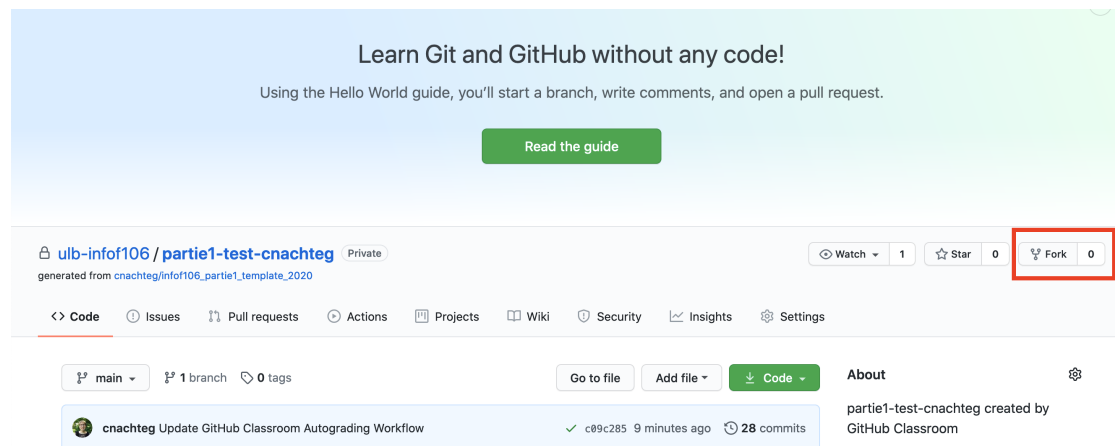 Learn Git and GitHub without any code!
Using the Hello World guide, you’ll start a branch, write comments, and open a pull request.
Read the guide
ulb-infof106 / partie1-test-cnachteg Private
Watch 1 Star 0 Fork 0
generated from cnachteg/infof106_partie1_template_2020
<> Code Issues Pull requests Actions Projects Wiki Security Insights Settings
main 1 branch 0 tags Go to file Add file Code About
partie1-test-cnachteg created by
cnachteg Update GitHub Classroom Autograding Workflow c09c285 9 minutes ago 28 commits
GitHub Classroom